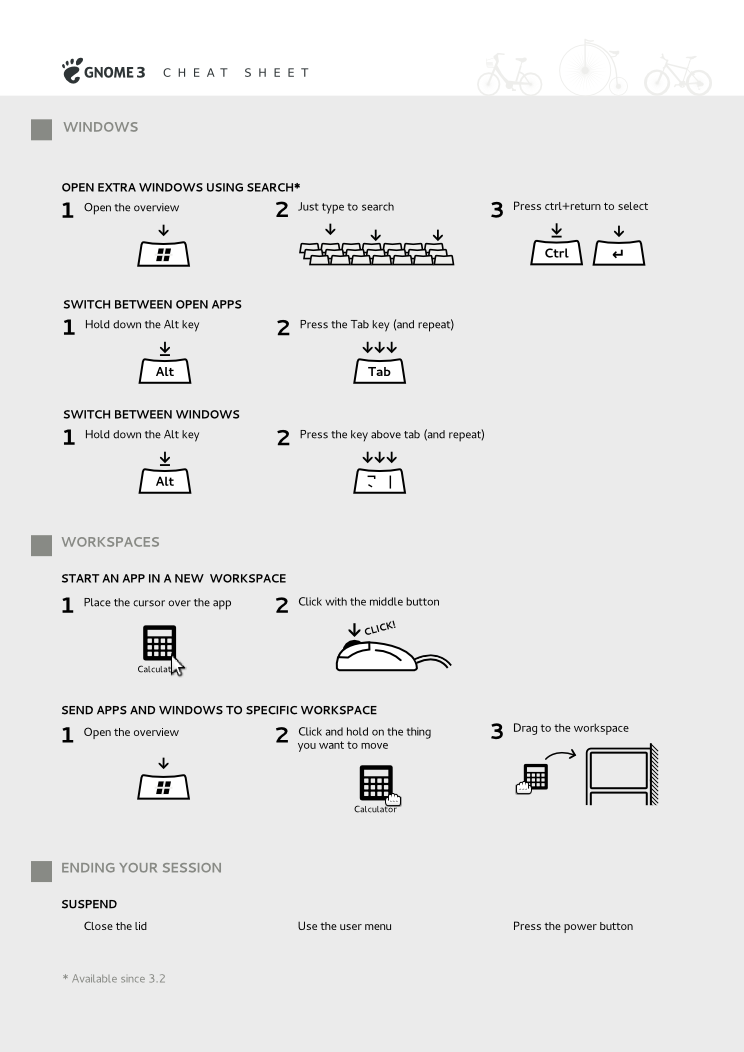 GNOME 3 CHEAT SHEET
WINDOWS
OPEN EXTRA WINDOWS USING SEARCH*
1 Open the overview
2 Just type to search
3 Press ctrl+return to select
Ctrl
SWITCH BETWEEN OPEN APPS
1 Hold down the Alt key
2 Press the Tab key (and repeat)
Alt
Tab
SWITCH BETWEEN WINDOWS
1 Hold down the Alt key
2 Press the key above tab (and repeat)
Alt
WORKSPACES
START AN APP IN A NEW WORKSPACE
1 Place the cursor over the app
2 Click with the middle button
CLICK!
SEND APPS AND WINDOWS TO SPECIFIC WORKSPACE
1 Open the overview
2 Click and hold on the thing
you want to move
3 Drag to the workspace
Calculator
ENDING YOUR SESSION
SUSPEND
Close the lid
Use the user menu
Press the power button
* Available since 3.2